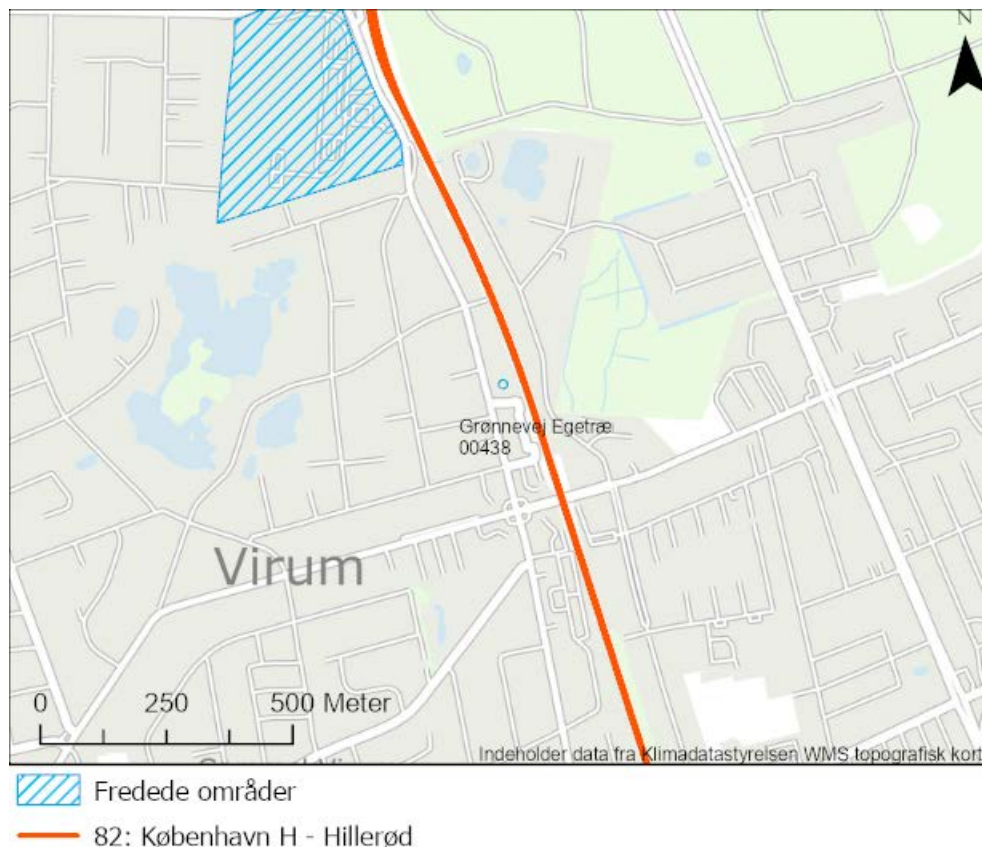 N
Grønnevej Egetræ
00438
Virum
0 250 500 Meter
Indeholder data fra Klimadatastyrelsen WMS topografisk kort
Fredede områder
82: København H - Hillerød